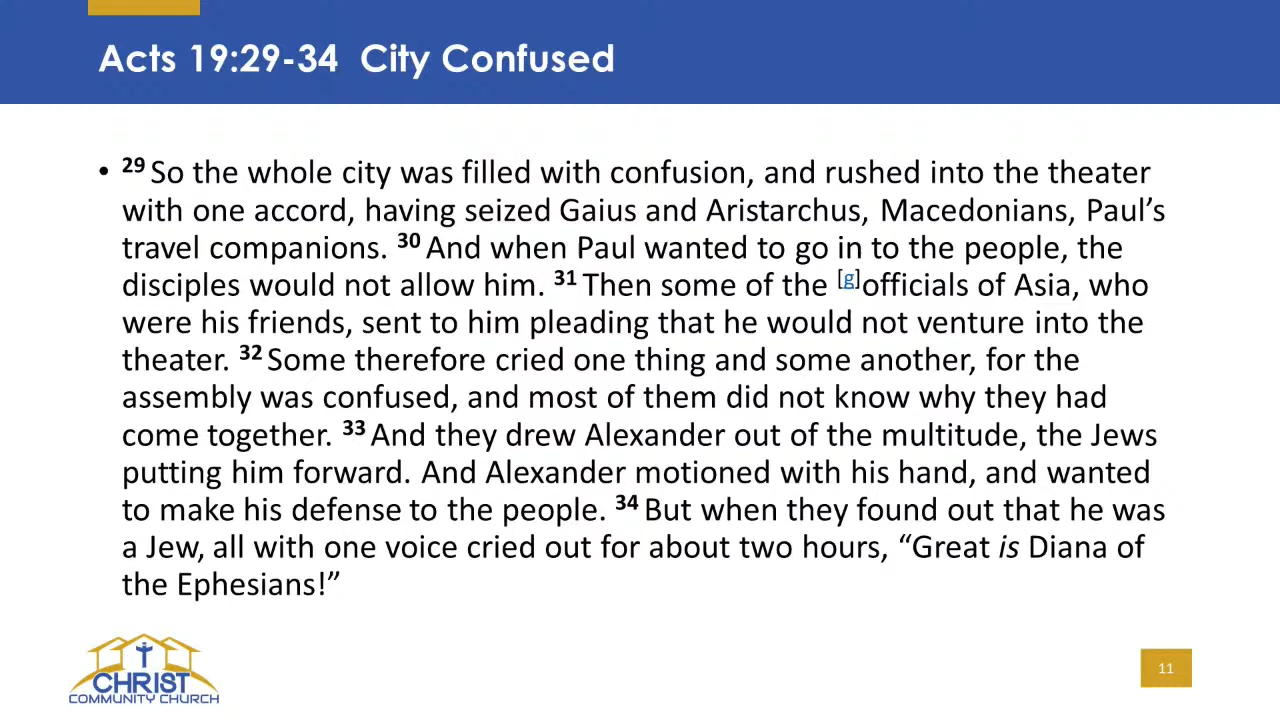 Acts 19:29-34 City Confused
• 29 So the whole city was filled with confusion, and rushed into the theater
with one accord, having seized Gaius and Aristarchus, Macedonians, Paul’s
travel companions. 30 And when Paul wanted to go in to the people, the
disciples would not allow him. 31 Then some of the [g]officials of Asia, who
were his friends, sent to him pleading that he would not venture into the
theater. 32 Some therefore cried one thing and some another, for the
assembly was confused, and most of them did not know why they had
come together. 33 And they drew Alexander out of the multitude, the Jews
putting him forward. And Alexander motioned with his hand, and wanted
to make his defense to the people. 34 But when they found out that he was
a Jew, all with one voice cried out for about two hours, “Great is Diana of
the Ephesians!”
CHRIST
COMMUNITY CHURCH
11